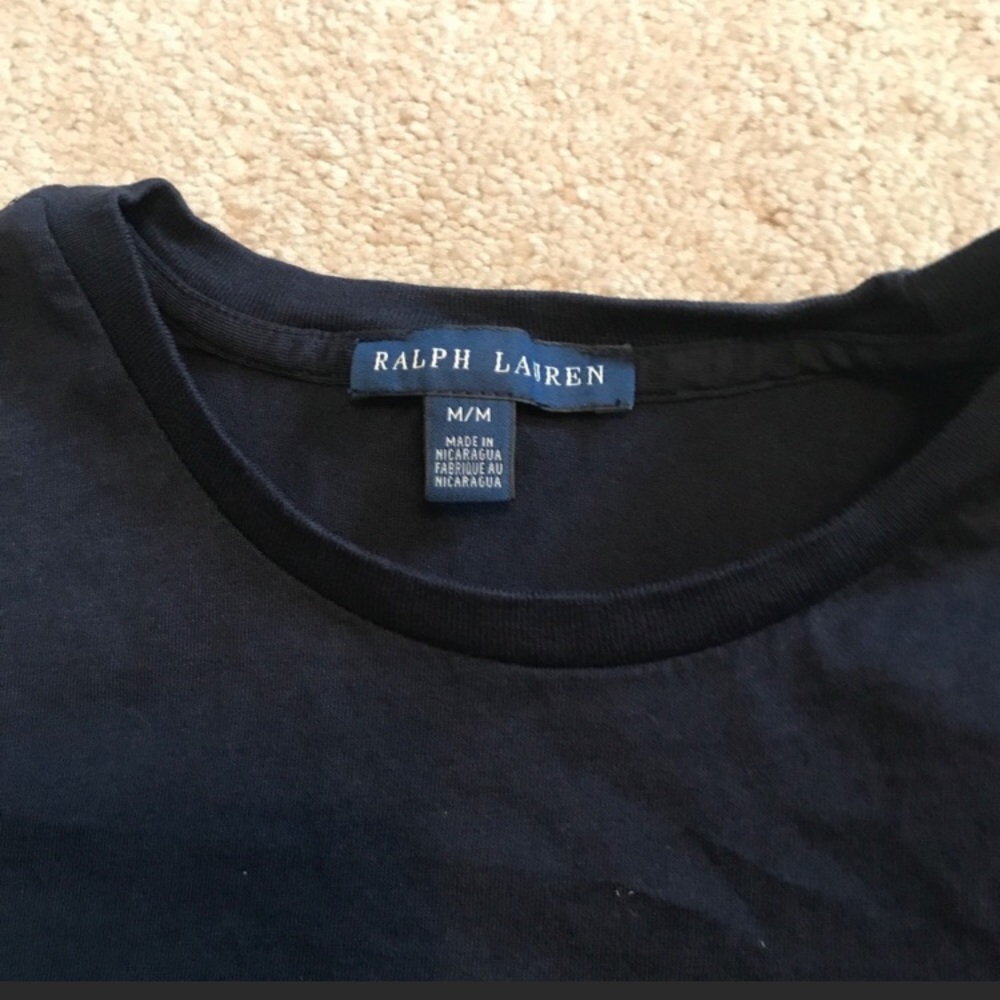 RALPH LAUREN
M/M
MADE IN
NICARAGUA
FABRIQUE AU
NICARAGUA